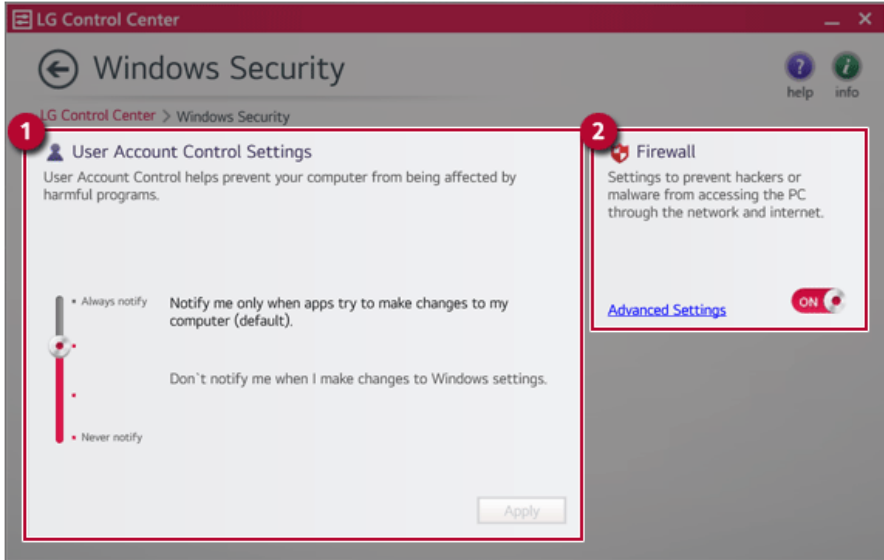 LG Control Center
Windows Security
help
info
LG Control Center > Windows Security
1
User Account Control Settings
User Account Control helps prevent your computer from being affected by
harmful programs.
Always notify
Notify me only when apps try to make changes to my
computer (default).
Don`t notify me when I make changes to Windows settings.
Never notify
Apply
2
Firewall
Settings to prevent hackers or
malware from accessing the PC
through the network and internet.
Advanced Settings
ON